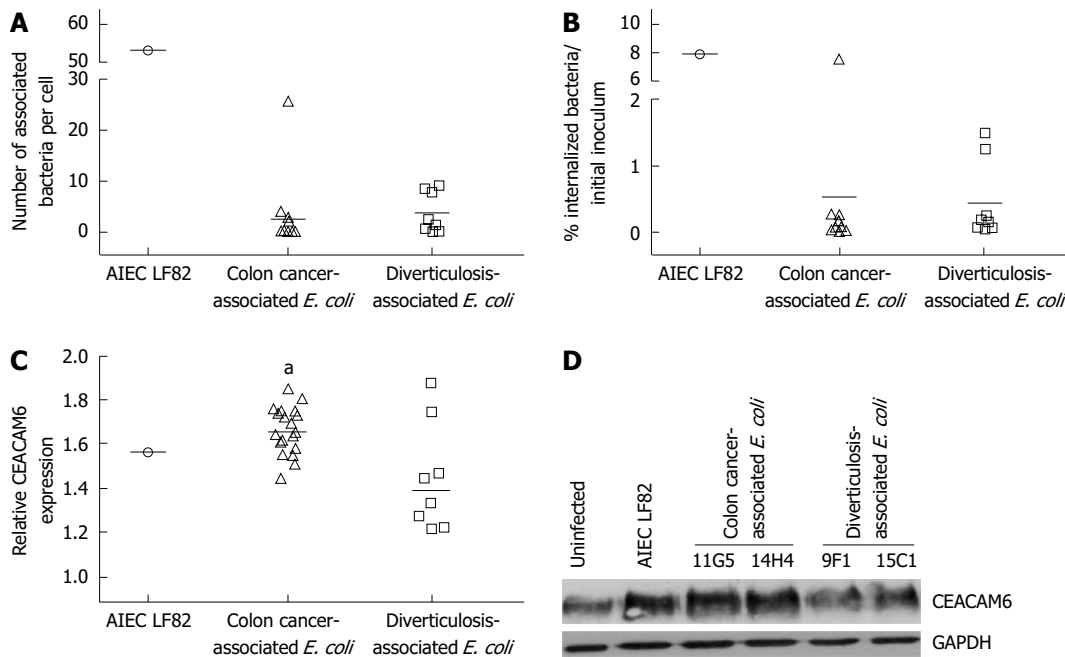 A
Number of associated
bacteria per cell
60
50
30
20
10
0
AIEC LF82
Colon cancer-
associated E. coli
Diverticulosis-
associated E. coli
B
% internalized bacteria/
initial inoculum
10
8
6
2
1
0
AIEC LF82
Colon cancer-
associated E. coli
Diverticulosis-
associated E. coli
C
Relative CEACAM6
expression
2.0
1.8
1.6
1.4
1.2
1.0
a
AIEC LF82
Colon cancer-
associated E. coli
Diverticulosis-
associated E. coli
D
Uninfected
AIEC LF82
Colon cancer-
associated E. coli
Diverticulosis-
associated E. coli
11G5 14H4 9F1 15C1
CEACAM6
GAPDH